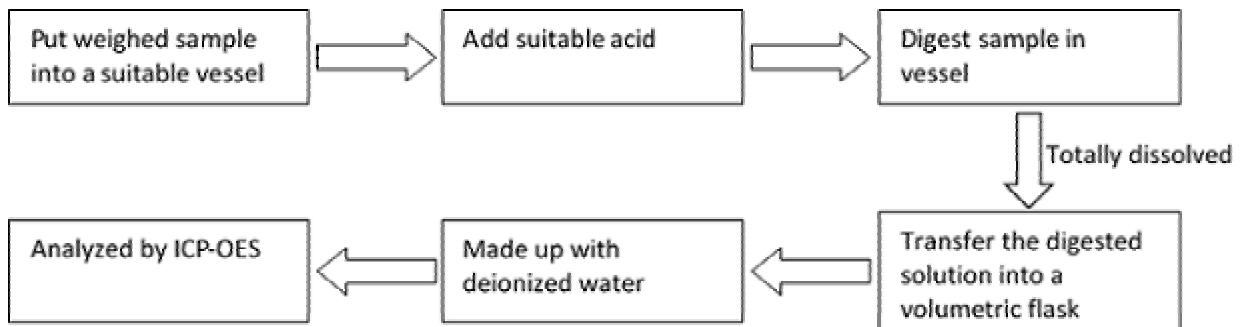 Put weighed sample
into a suitable vessel
Add suitable acid
Digest sample in
vessel
Totally dissolved
Transfer the digested
solution into a
volumetric flask
Made up with
deionized water
Analyzed by ICP-OES